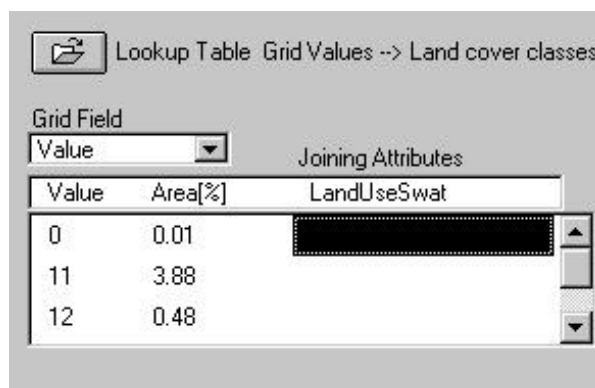 Lookup Table Grid Values --> Land cover classes
Grid Field
Value
Joining Attributes
Value Area[%] LandUseSwat
0 0.01
11 3.88
12 0.48